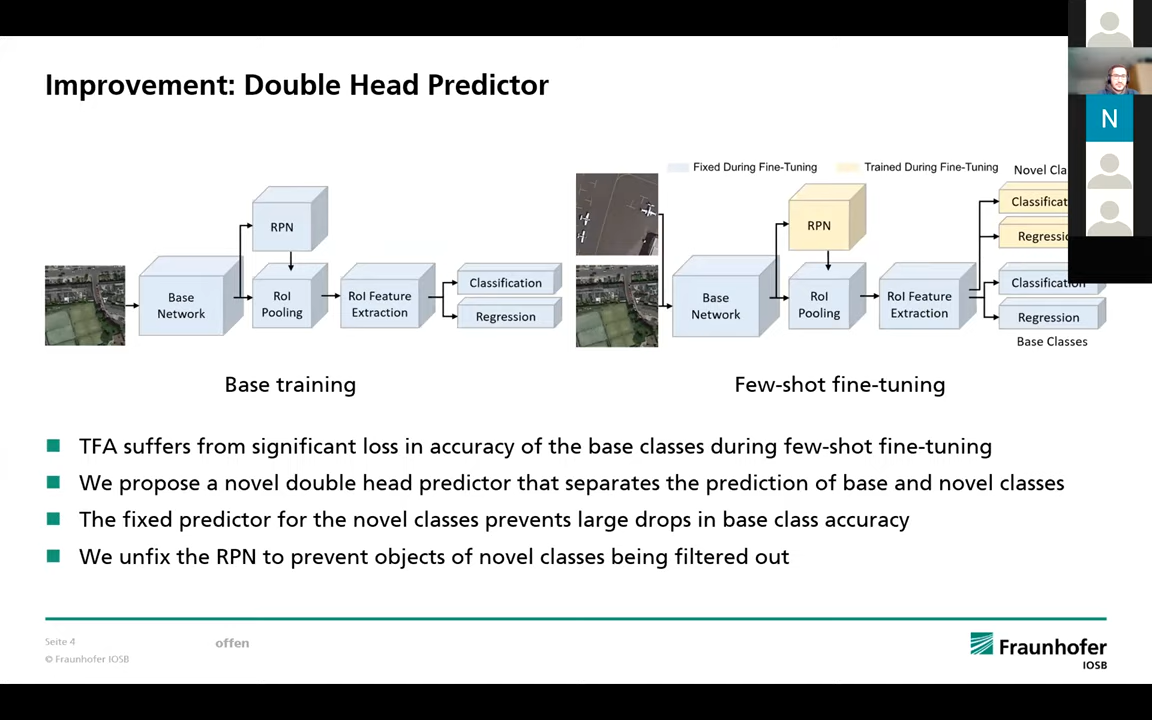 Improvement: Double Head Predictor
N
Fixed During Fine-Tuning
Trained During Fine-Tuning
Novel
RPN
Base
Network
RoI
Pooling
RoI Feature
Extraction
Classification
Regression
RPN
Base
Network
RoI
Pooling
RoI Feature
Extraction
Classification
Regression
Base Classes
Base training
Few-shot fine-tuning
TFA suffers from significant loss in accuracy of the base classes during few-shot fine-tuning
We propose a novel double head predictor that separates the prediction of base and novel classes
The fixed predictor for the novel classes prevents large drops in base class accuracy
We unfix the RPN to prevent objects of novel classes being filtered out
Seite 4
offen
© Fraunhofer IOSB
Fraunhofer
IOSB